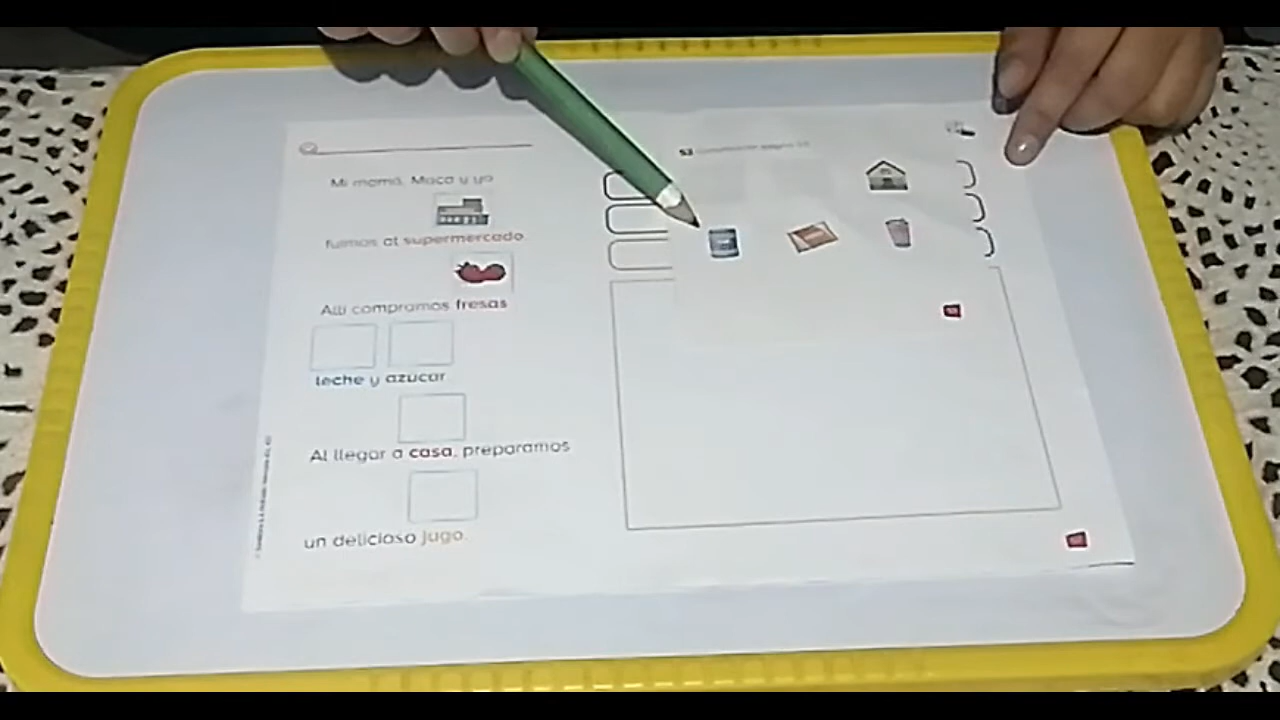 Mi mamá, Maca y yo
fuimos al supermercado
Allí compramos fresas
leche y azúcar
Al llegar a casa, preparamos
un delicioso jugo.
53